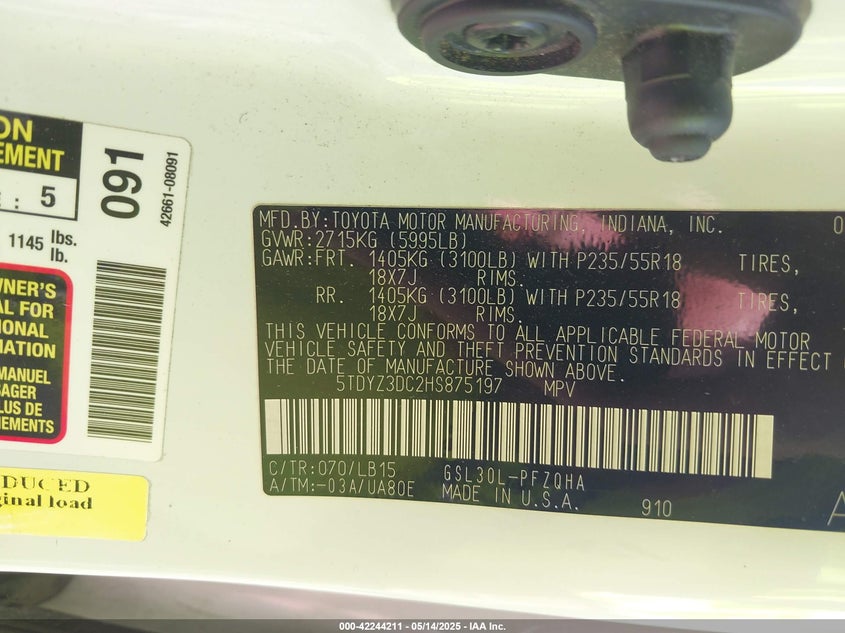 ON
EMENT
: 5
1145 lbs.
lb.
WNER'S
AL FOR
IONAL
MATION
MANUEL
SAGER
PLUS DE
NEMENTS
091
42661-08091
DUCED
ginal load
MFD.BY:TOYOTA MOTOR MANUFACTURING, INDIANA, INC. 0
GVWR:2715KG (5995LB)
GAWR:FRT. 1405KG (3100LB) WITH P235/55R18 TIRES,
18X7J RIMS.
RR. 1405KG (3100LB) WITH P235/55R18 TIRES,
18X7J RIMS.
THIS VEHICLE CONFORMS TO ALL APPLICABLE FEDERAL MOTOR
VEHICLE SAFETY AND THEFT PREVENTION STANDARDS IN EFFECT
THE DATE OF MANUFACTURE SHOWN ABOVE.
5TDYZ3DC2HS875197 MPV
C/TR:070/LB15 GSL30L-PFZQHA
A/TM:-03A/UA80E MADE IN U.S.A. 910
A
000-42244211 - 05/14/2025 - IAA Inc.